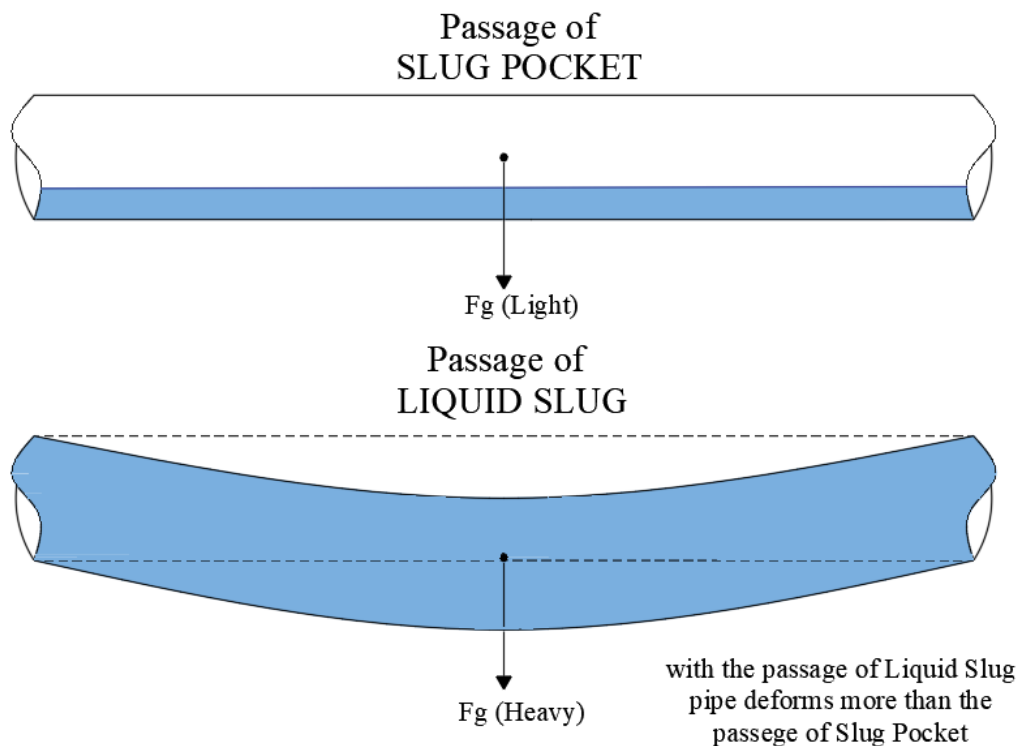 Passage of
SLUG POCKET
Fg (Light)
Passage of
LIQUID SLUG
Fg (Heavy)
with the passage of Liquid Slug
pipe deforms more than the
passege of Slug Pocket